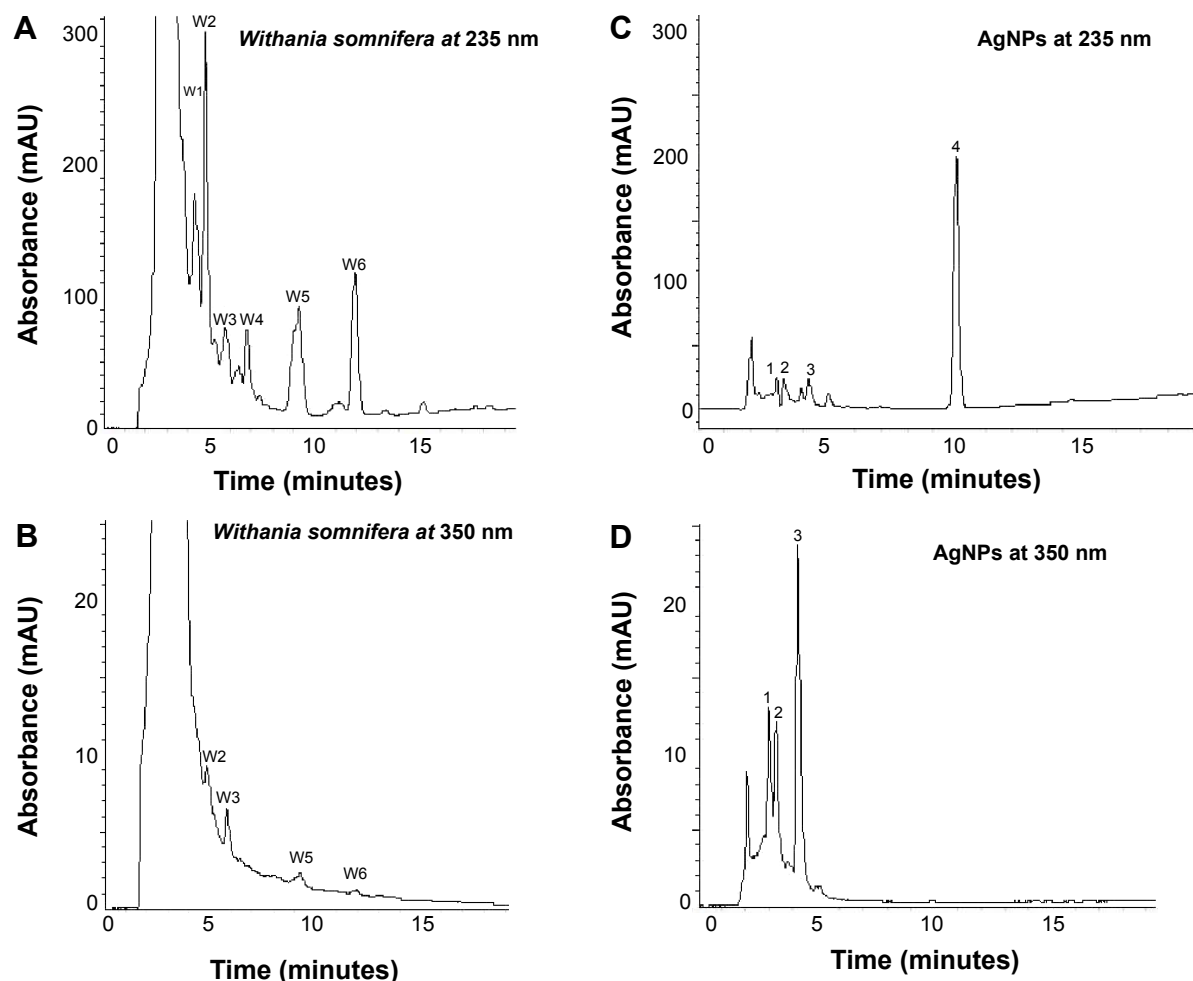 A
Withania somnifera at 235 nm
Absorbance (mAU)
300
200
100
0
W1
W2
W3
W4
W5
W6
0 5 10 15
Time (minutes)
B
Withania somnifera at 350 nm
Absorbance (mAU)
20
10
0
W2
W3
W5
W6
0 5 10 15
Time (minutes)
C
AgNPs at 235 nm
Absorbance (mAU)
300
200
100
0
1
2
3
4
0 5 10 15
Time (minutes)
D
AgNPs at 350 nm
Absorbance (mAU)
20
10
0
1
2
3
0 5 10 15
Time (minutes)